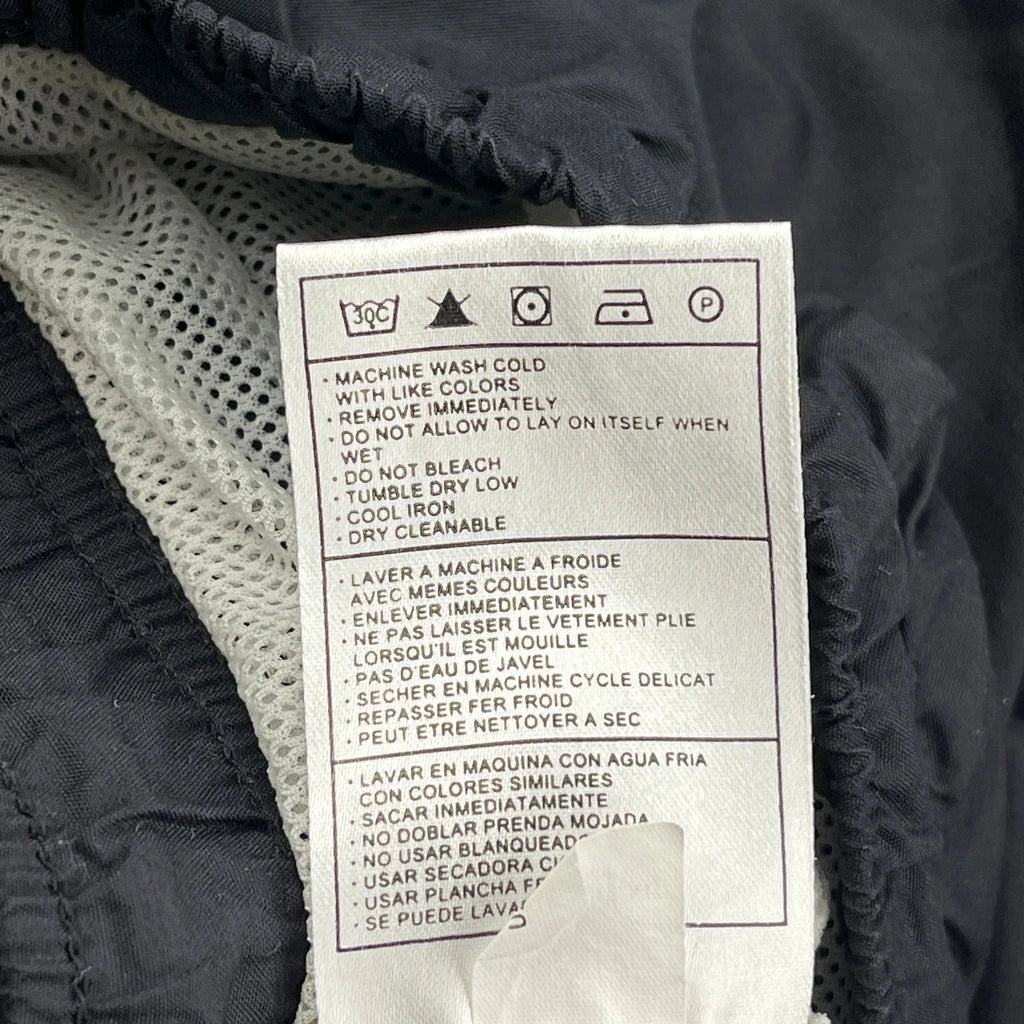 30C
P
· MACHINE WASH COLD
WITH LIKE COLORS
· REMOVE IMMEDIATELY
· DO NOT ALLOW TO LAY ON ITSELF WHEN
WET
· DO NOT BLEACH
· TUMBLE DRY LOW
· COOL IRON
· DRY CLEANABLE
· LAVER A MACHINE A FROIDE
AVEC MEMES COULEURS
· ENLEVER IMMEDIATEMENT
· NE PAS LAISSER LE VETEMENT PLIE
LORSQU'IL EST MOUILLE
· PAS D'EAU DE JAVEL
· SECHER EN MACHINE CYCLE DELICAT
· REPASSER FER FROID
· PEUT ETRE NETTOYER A SEC
· LAVAR EN MAQUINA CON AGUA FRIA
CON COLORES SIMILARES
· SACAR INMEDIATAMENTE
· NO DOBLAR PRENDA MOJADA
· NO USAR
· USAR SECADORA
· USAR PLANCHA
· SE PUEDE